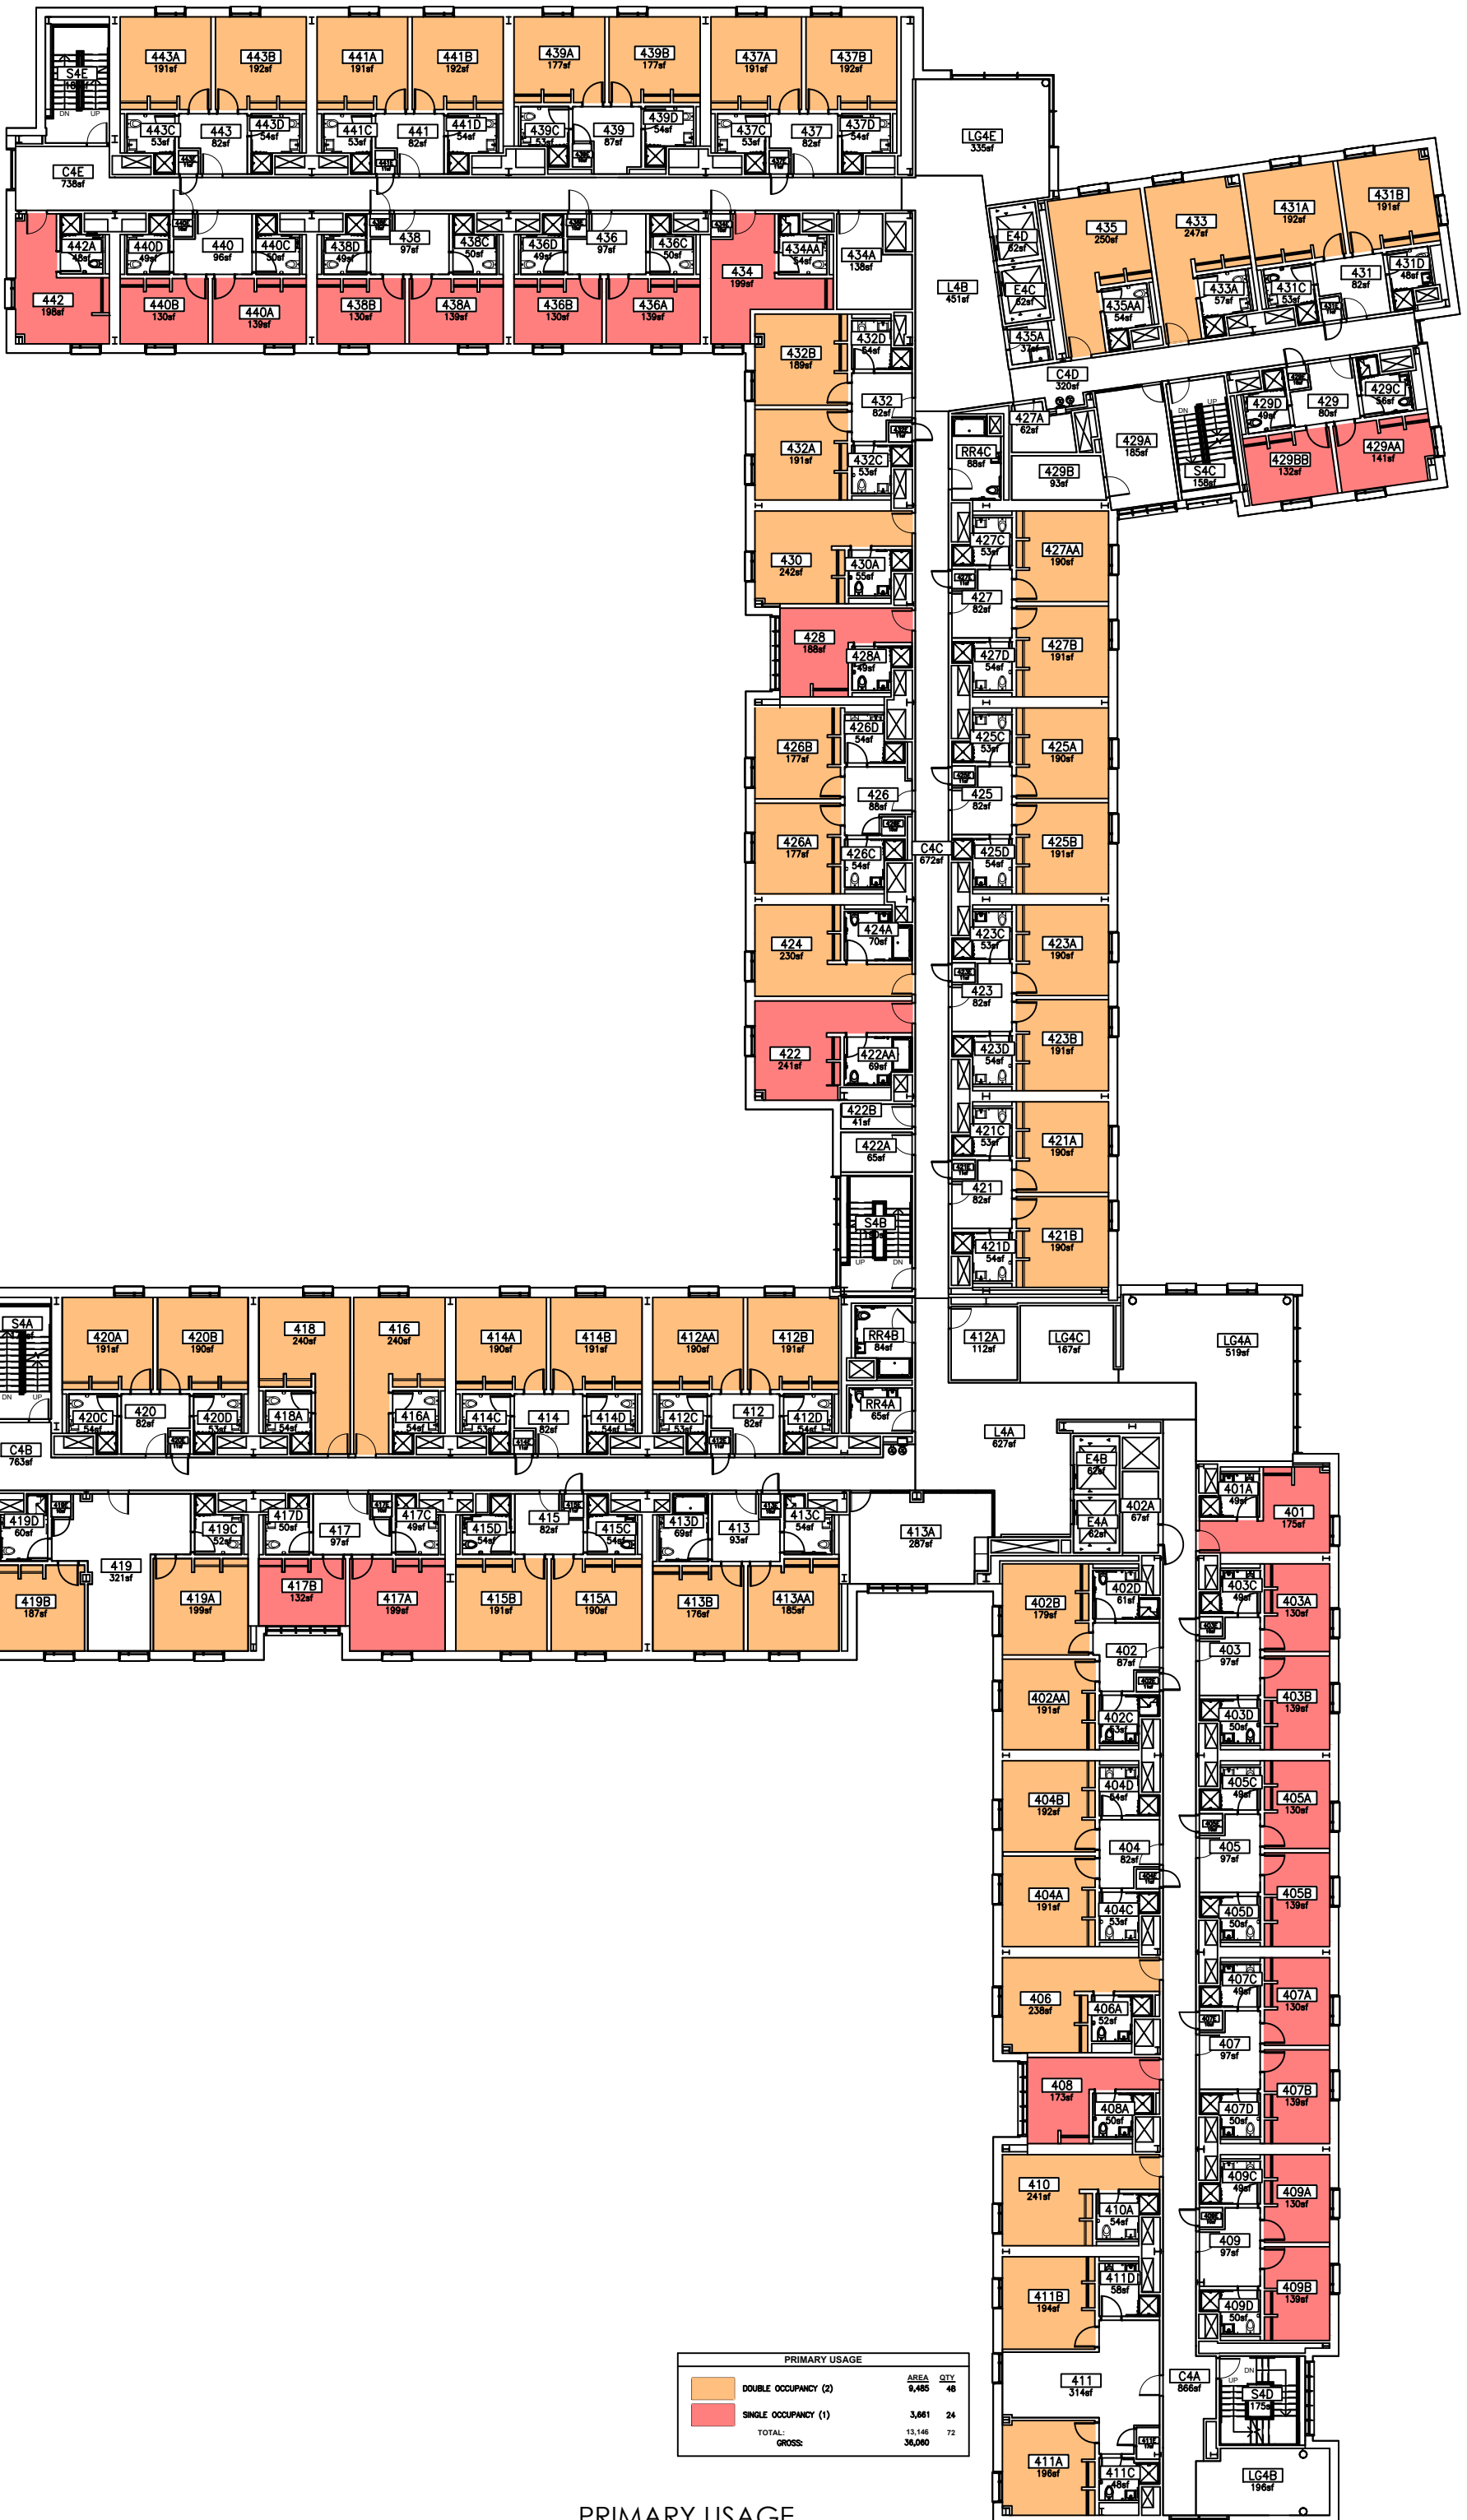 443A
191sf
443B
192sf
441A
191sf
441B
192sf
439A
177sf
439B
177sf
437A
191sf
437B
192sf
S4E
DN UP
443C
53sf
443
82sf
443D
54sf
441C
53sf
441
82sf
441D
54sf
439C
53sf
439
87sf
439D
54sf
437C
53sf
437
82sf
437D
54sf
LG4E
335sf
C4E
738sf
442A
48sf
440D
49sf
440
96sf
440C
50sf
438D
49sf
438
97sf
438C
50sf
436D
49sf
436
97sf
436C
50sf
434
199sf
434AA
54sf
434A
138sf
442
198sf
440B
130sf
440A
139sf
438B
130sf
438A
139sf
436B
130sf
436A
139sf
L4B
451sf
E4D
62sf
E4C
62sf
435A
37sf
435
250sf
435AA
54sf
433
247sf
433A
57sf
431A
192sf
431B
191sf
431C
53sf
431
82sf
431D
48sf
C4D
320sf
432B
189sf
432D
54sf
432
82sf
432A
191sf
432C
53sf
427A
62sf
RR4C
88sf
429B
93sf
429A
185sf
DN
UP
S4C
158sf
429D
49sf
429
80sf
429C
56sf
429BB
132sf
429AA
141sf
430
242sf
430A
55sf
427C
53sf
427AA
190sf
427
82sf
428
188sf
428A
49sf
427D
54sf
427B
191sf
426B
177sf
426D
54sf
425C
53sf
425A
190sf
426
88sf
425
82sf
426A
177sf
426C
54sf
C4C
672sf
425D
54sf
425B
191sf
424
230sf
424A
70sf
423C
53sf
423A
190sf
423
82sf
422
241sf
422AA
69sf
423D
54sf
423B
191sf
422B
41sf
422A
65sf
421C
53sf
421A
190sf
421
82sf
S4B
UP
DN
421D
54sf
421B
190sf
S4A
DN
UP
420A
191sf
420B
190sf
418
240sf
416
240sf
414A
190sf
414B
191sf
412AA
190sf
412B
191sf
RR4B
84sf
412A
112sf
LG4C
167sf
LG4A
519sf
420C
54sf
420
82sf
420D
53sf
418A
54sf
416A
54sf
414C
53sf
414
82sf
414D
54sf
412C
53sf
412
82sf
412D
54sf
RR4A
65sf
C4B
763sf
L4A
627sf
E4B
62sf
402A
67sf
E4A
62sf
401A
49sf
401
175sf
419D
60sf
419
321sf
419C
52sf
417D
50sf
417
97sf
417C
49sf
415D
54sf
415
82sf
415C
54sf
413D
69sf
413
93sf
413C
54sf
413A
287sf
419B
187sf
419A
199sf
417B
132sf
417A
199sf
415B
191sf
415A
190sf
413B
176sf
413AA
185sf
402B
179sf
402D
61sf
403C
49sf
403A
130sf
402
87sf
403
97sf
402AA
191sf
402C
53sf
403D
50sf
403B
139sf
404B
192sf
404D
54sf
405C
49sf
405A
130sf
404
82sf
405
97sf
404A
191sf
404C
53sf
405D
50sf
405B
139sf
406
238sf
406A
52sf
407C
49sf
407A
130sf
407
97sf
408
173sf
408A
50sf
407D
50sf
407B
139sf
410
241sf
410A
54sf
409C
49sf
409A
130sf
409
97sf
411B
194sf
411D
58sf
409D
50sf
409B
139sf
411
314sf
C4A
866sf
DN
UP
S4D
175sf
411A
196sf
411C
48sf
LG4B
196sf
PRIMARY USAGE
AREA QTY
DOUBLE OCCUPANCY (2) 9,485 48
SINGLE OCCUPANCY (1) 3,661 24
TOTAL: 13,146 72
GROSS: 36,060
PRIMARY USAGE